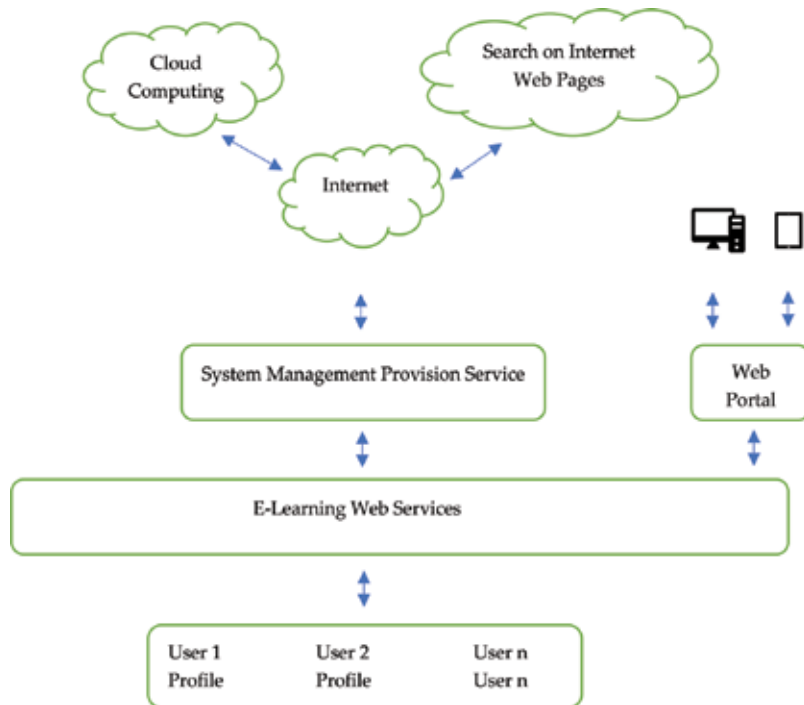 Cloud
Computing
Search on Internet
Web Pages
Internet
System Management Provision Service
Web
Portal
E-Learning Web Services
User 1
Profile
User 2
Profile
User n
User n